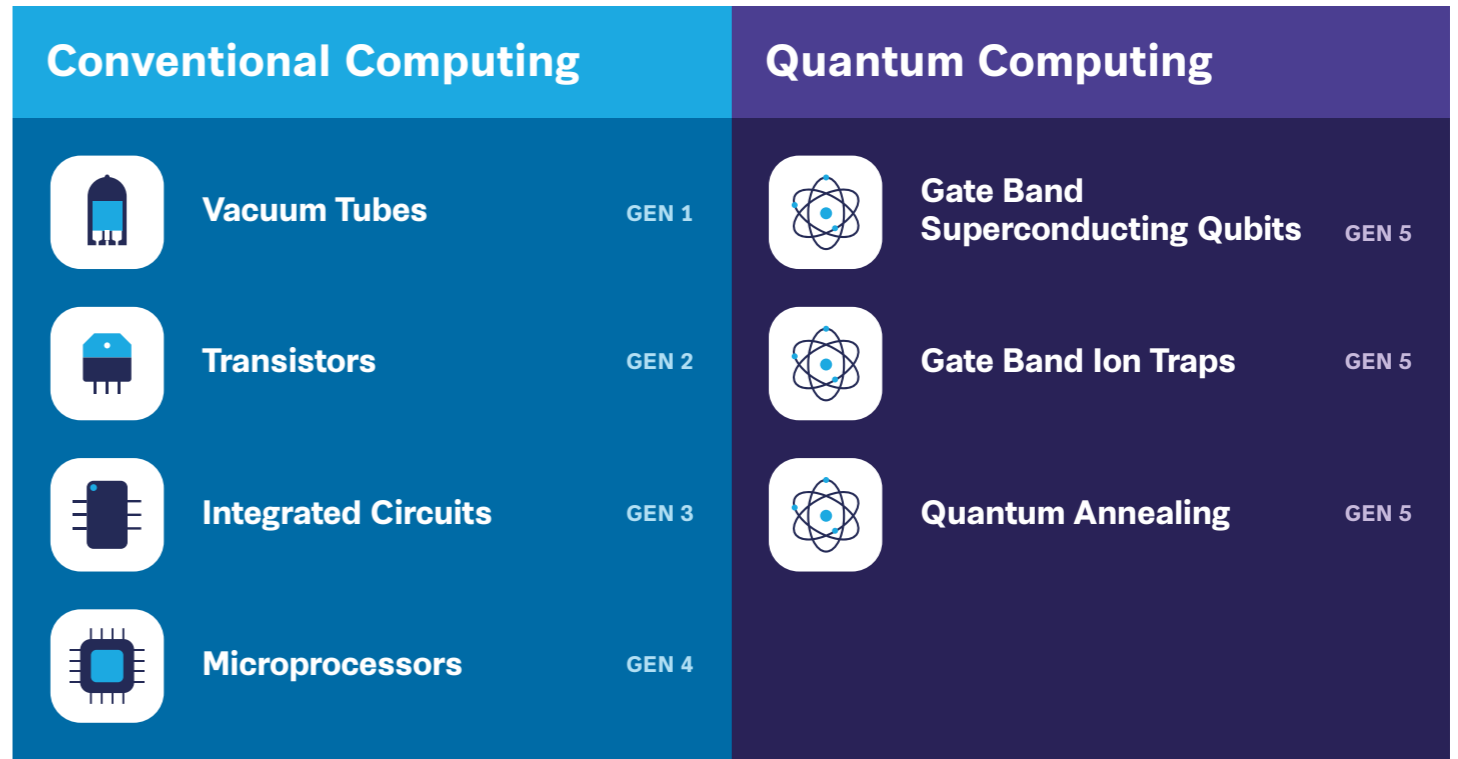 Conventional Computing
Vacuum Tubes GEN 1
Transistors GEN 2
Integrated Circuits GEN 3
Microprocessors GEN 4
Quantum Computing
Gate Band
Superconducting Qubits GEN 5
Gate Band Ion Traps GEN 5
Quantum Annealing GEN 5